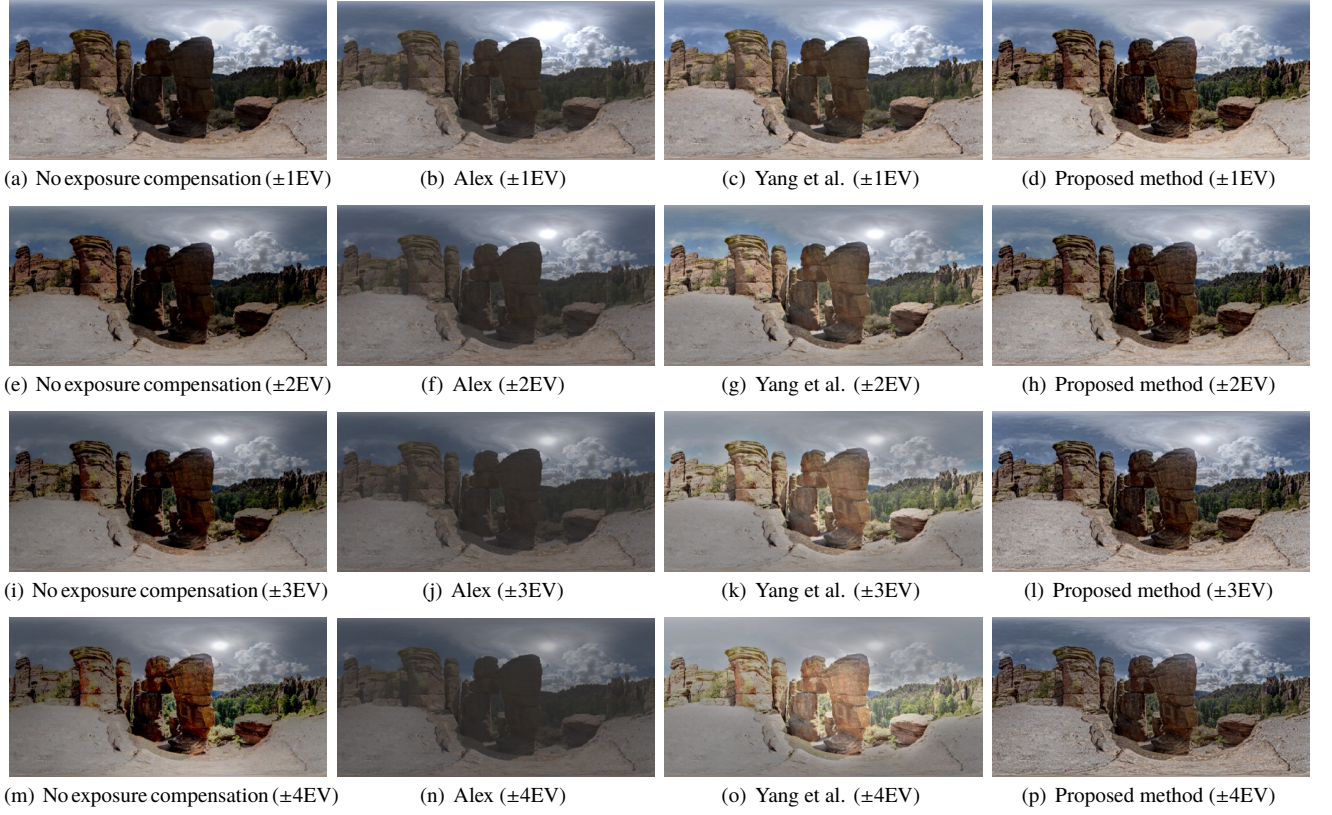 (a) No exposure compensation (±1EV)
(b) Alex (±1EV)
(c) Yang et al. (±1EV)
(d) Proposed method (±1EV)
(e) No exposure compensation (±2EV)
(f) Alex (±2EV)
(g) Yang et al. (±2EV)
(h) Proposed method (±2EV)
(i) No exposure compensation (±3EV)
(j) Alex (±3EV)
(k) Yang et al. (±3EV)
(l) Proposed method (±3EV)
(m) No exposure compensation (±4EV)
(n) Alex (±4EV)
(o) Yang et al. (±4EV)
(p) Proposed method (±4EV)